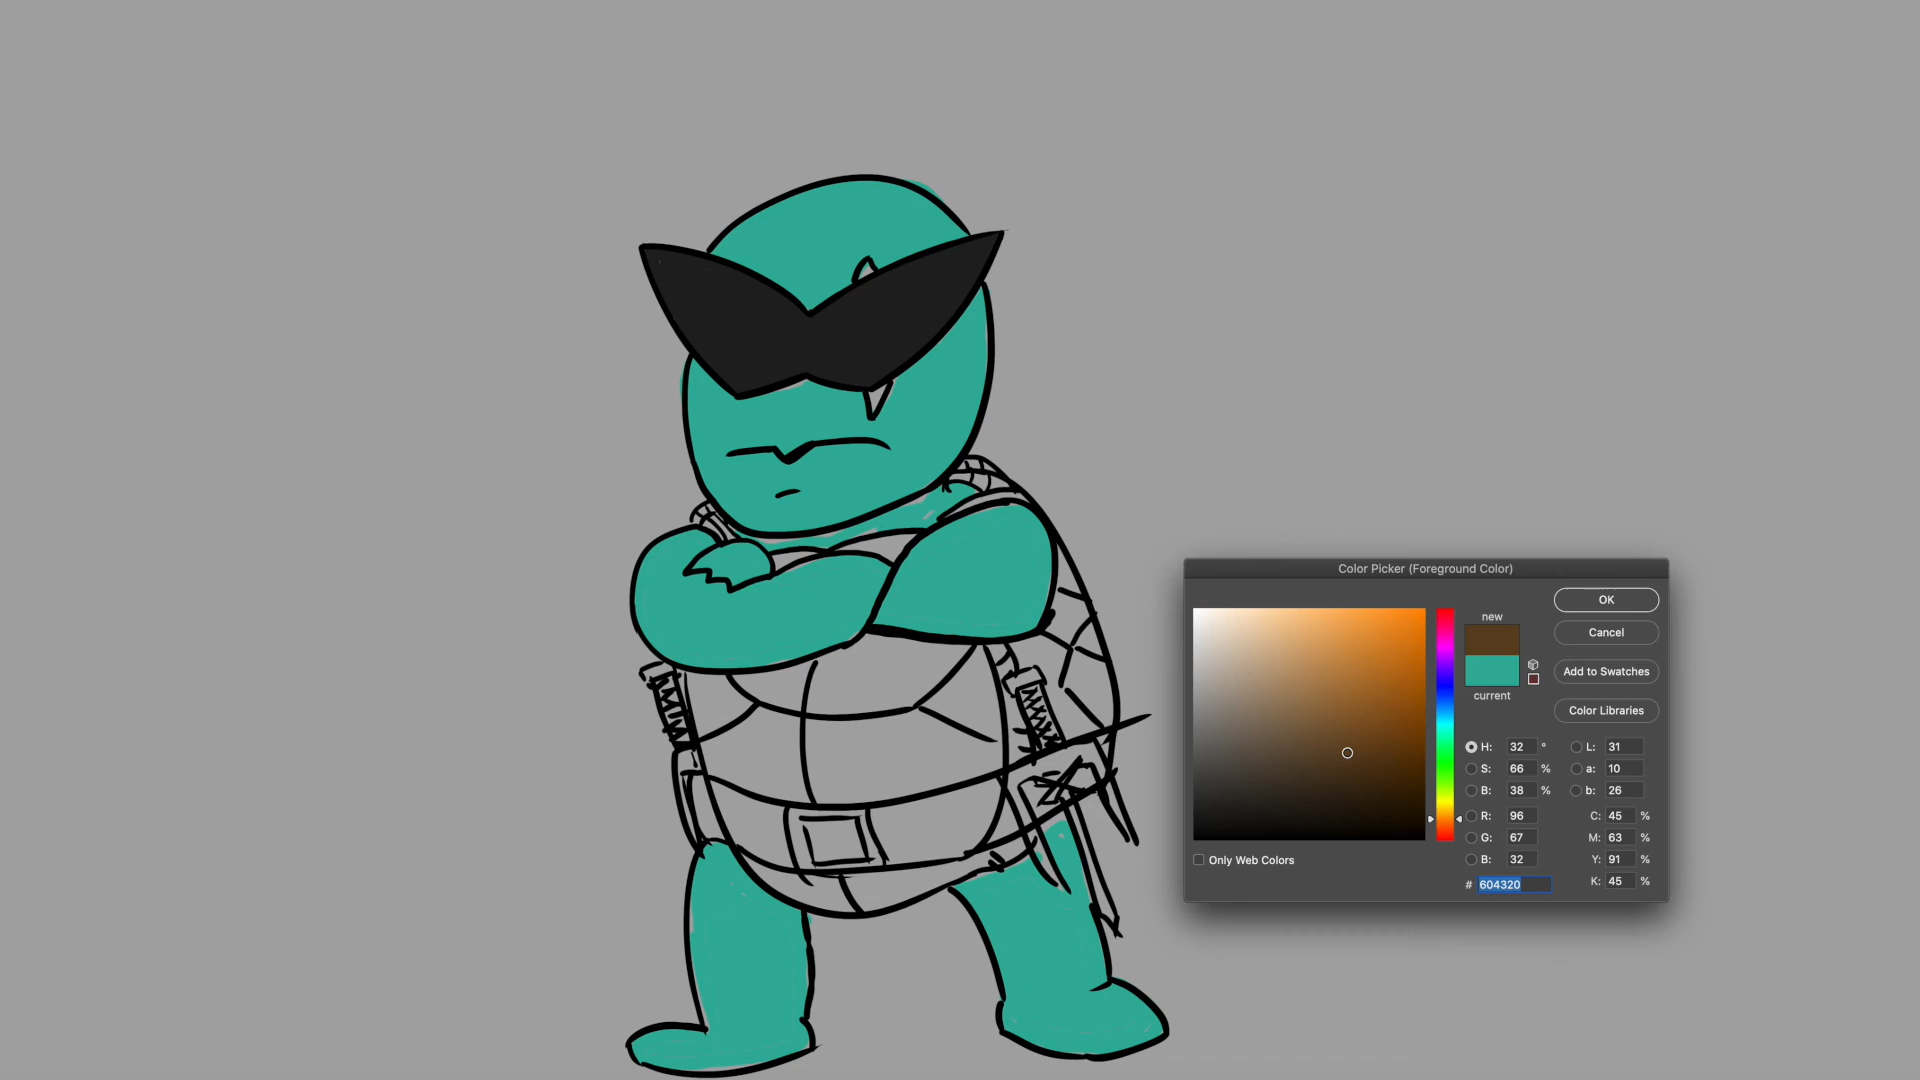 Color Picker (Foreground Color)
new
current
OK
Cancel
Add to Swatches
Color Libraries
H: 32 °
S: 66 %
B: 38 %
R: 96
G: 67
B: 32
# 604320
L: 31
a: 10
b: 26
C: 45 %
M: 63 %
Y: 91 %
K: 45 %
Only Web Colors